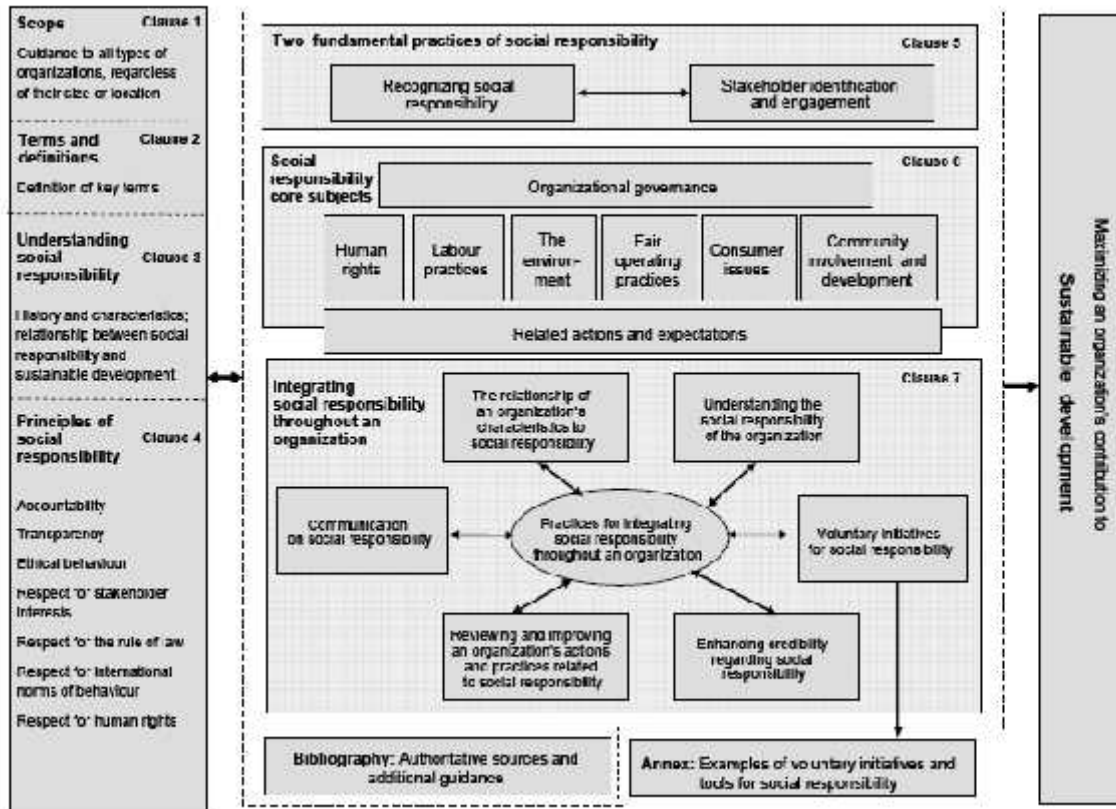 Scope Clause 1
Guidance to all types of
organizations, regardless
of their size or location
Terms and Clause 2
definitions
Definition of key terms
Understanding
social Clause 3
responsibility
History and characteristics;
relationship between social
responsibility and
sustainable development
Principles of
social Clause 4
responsibility
Accountability
Transparency
Ethical behaviour
Respect for stakeholder
interests
Respect for the rule of law
Respect for international
norms of behaviour
Respect for human rights
Two fundamental practices of social responsibility Clause 5
Recognizing social
responsibility
Stakeholder identification
and engagement
Social Clause 6
responsibility
core subjects
Organizational governance
Human
rights
Labour
practices
The
environ-
ment
Fair
operating
practices
Consumer
issues
Community
involvement and
development
Related actions and expectations
Integrating Clause 7
social responsibility
throughout an
organization
The relationship of
an organization's
characteristics to
social responsibility
Understanding the
social responsibility
of the organization
Communication
on social responsibility
Practices for integrating
social responsibility
throughout an organization
Voluntary initiatives
for social responsibility
Reviewing and improving
an organization's actions
and practices related
to social responsibility
Enhancing credibility
regarding social
responsibility
Bibliography: Authoritative sources and
additional guidance
Annex: Examples of voluntary initiatives and
tools for social responsibility
Maximizing an organization's contribution to
Sustainable development